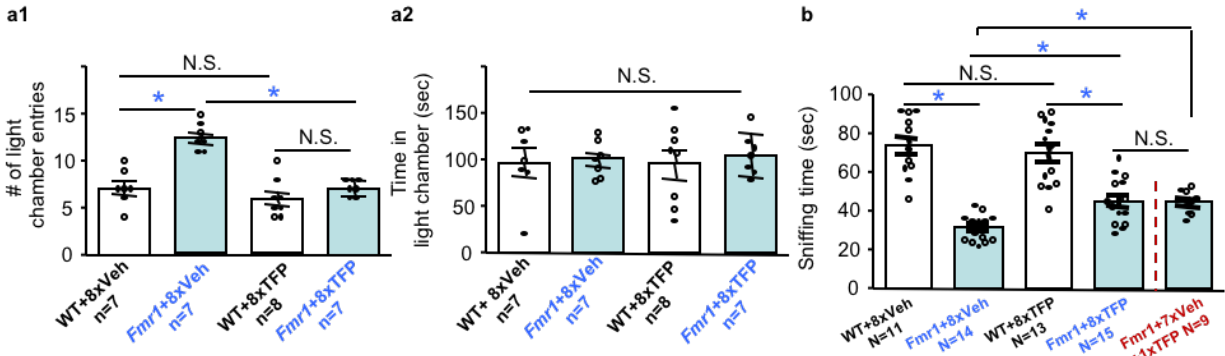 a1
a2
b
N.S.
*
*
N.S.
# of light
chamber entries
15
10
5
0
WT+8xVeh
n=7
Fmr1+8xVeh
n=7
WT+8xTFP
n=8
Fmr1+8xTFP
n=7
N.S.
Time in
light chamber (sec)
150
100
50
0
WT+ 8xVeh
n=7
Fmr1+8xVeh
n=7
WT+8xTFP
n=8
Fmr1+8xTFP
n=7
*
*
N.S.
*
*
N.S.
Sniffing time (sec)
100
80
60
40
20
0
WT+8xVeh
N=11
Fmr1+8xVeh
N=14
WT+8xTFP
N=13
Fmr1+8xTFP
N=15
Fmr1+7xVeh
1xTFP N=9